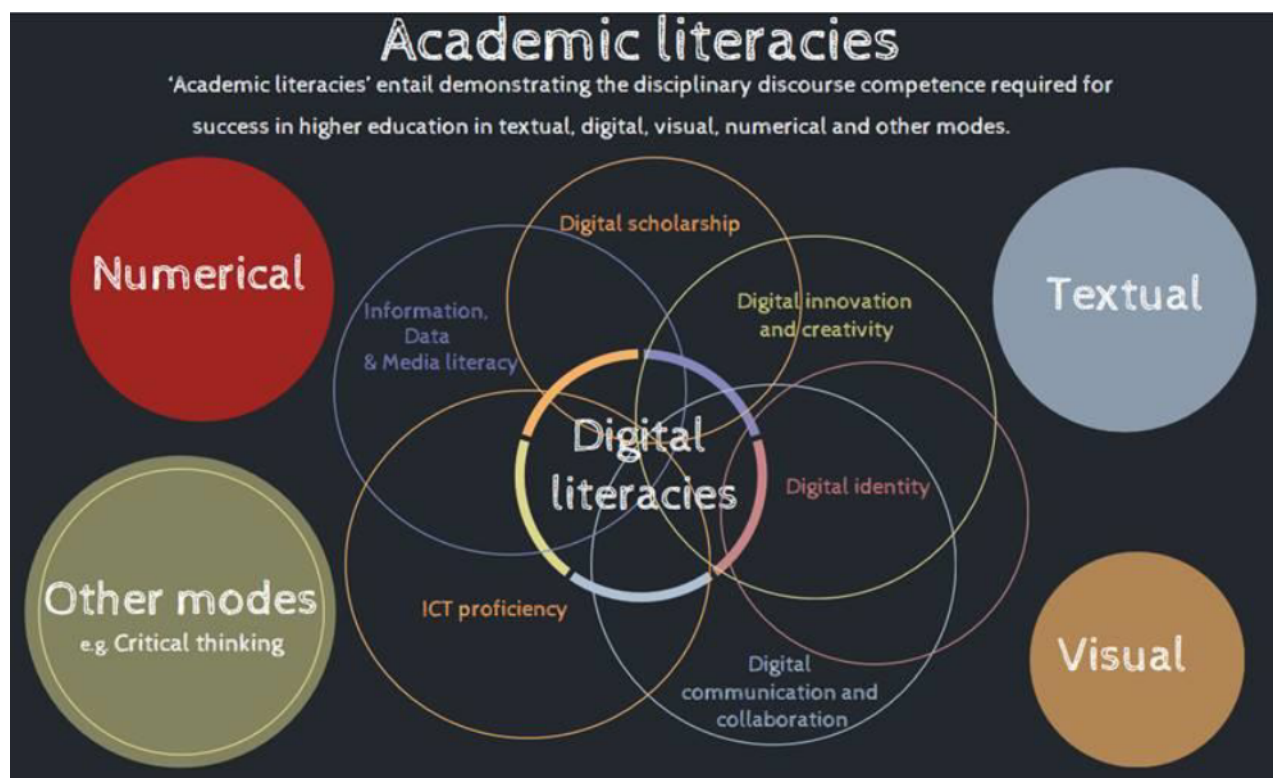 Academic literacies
‘Academic literacies’ entail demonstrating the disciplinary discourse competence required for
success in higher education in textual, digital, visual, numerical and other modes.
Numerical
Digital scholarship
Textual
Information,
Data
& Media literacy
Digital innovation
and creativity
Digital
literacies
Digital identity
Other modes
e.g. Critical thinking
ICT proficiency
Digital
communication and
collaboration
Visual